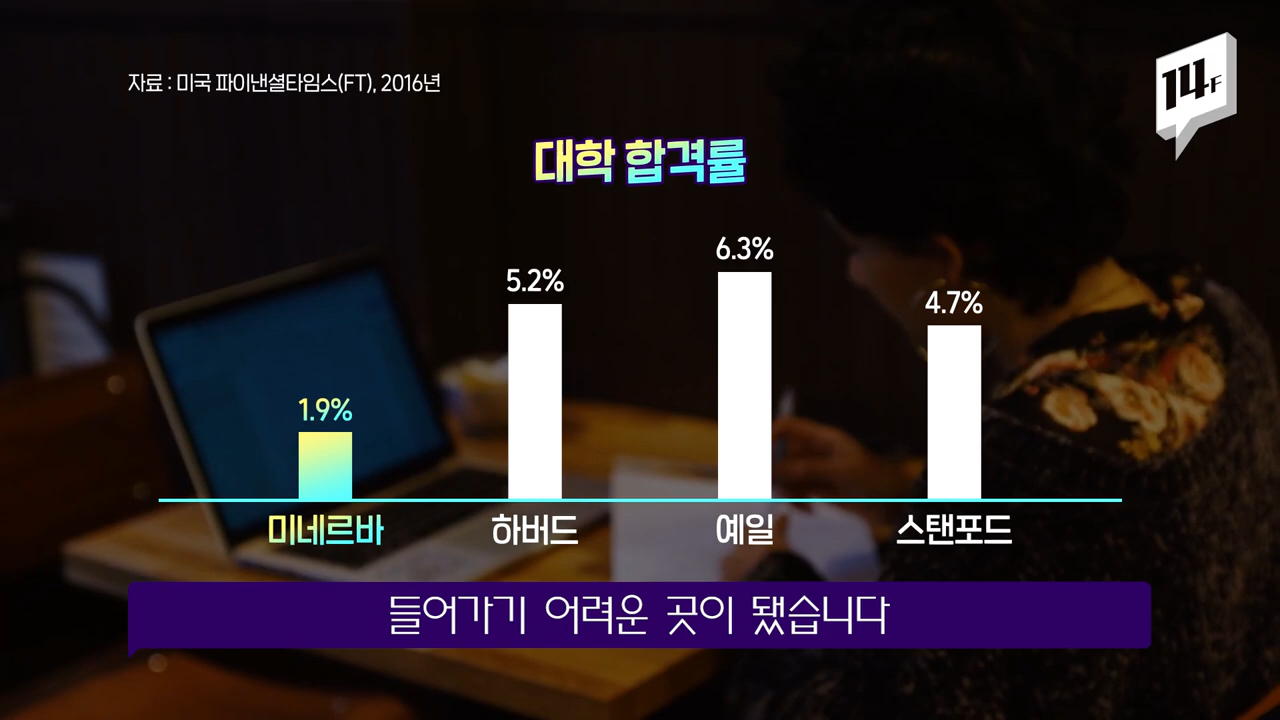 자료 : 미국 파이낸셜타임스(FT), 2016년
14F
대학 합격률
1.9%
5.2%
6.3%
4.7%
미네르바
하버드
예일
스탠포드
들어가기 어려운 곳이 됐습니다